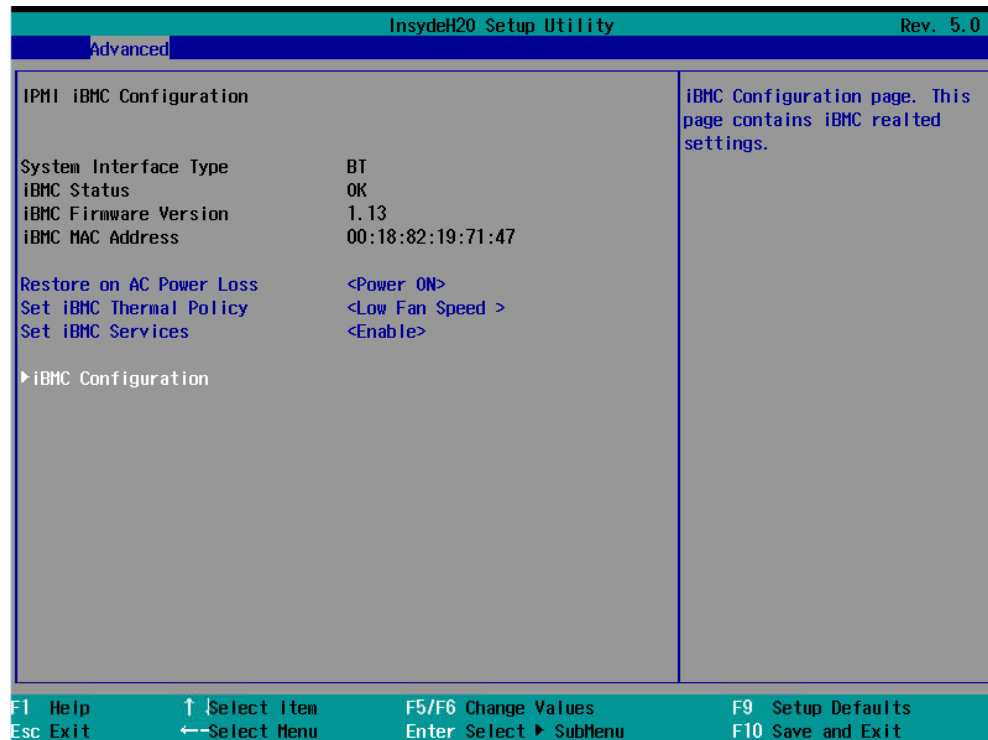 InsydeH20 Setup Utility Rev. 5.0
Advanced
IPMI iBMC Configuration
System Interface Type BT
iBMC Status OK
iBMC Firmware Version 1.13
iBMC MAC Address 00:18:82:19:71:47
Restore on AC Power Loss <Power ON>
Set iBMC Thermal Policy <Low Fan Speed >
Set iBMC Services <Enable>
▶iBMC Configuration
iBMC Configuration page. This
page contains iBMC realted
settings.
F1 Help ↑↓Select Item F5/F6 Change Values F9 Setup Defaults
Esc Exit ←→Select Menu Enter Select ▶ SubMenu F10 Save and Exit